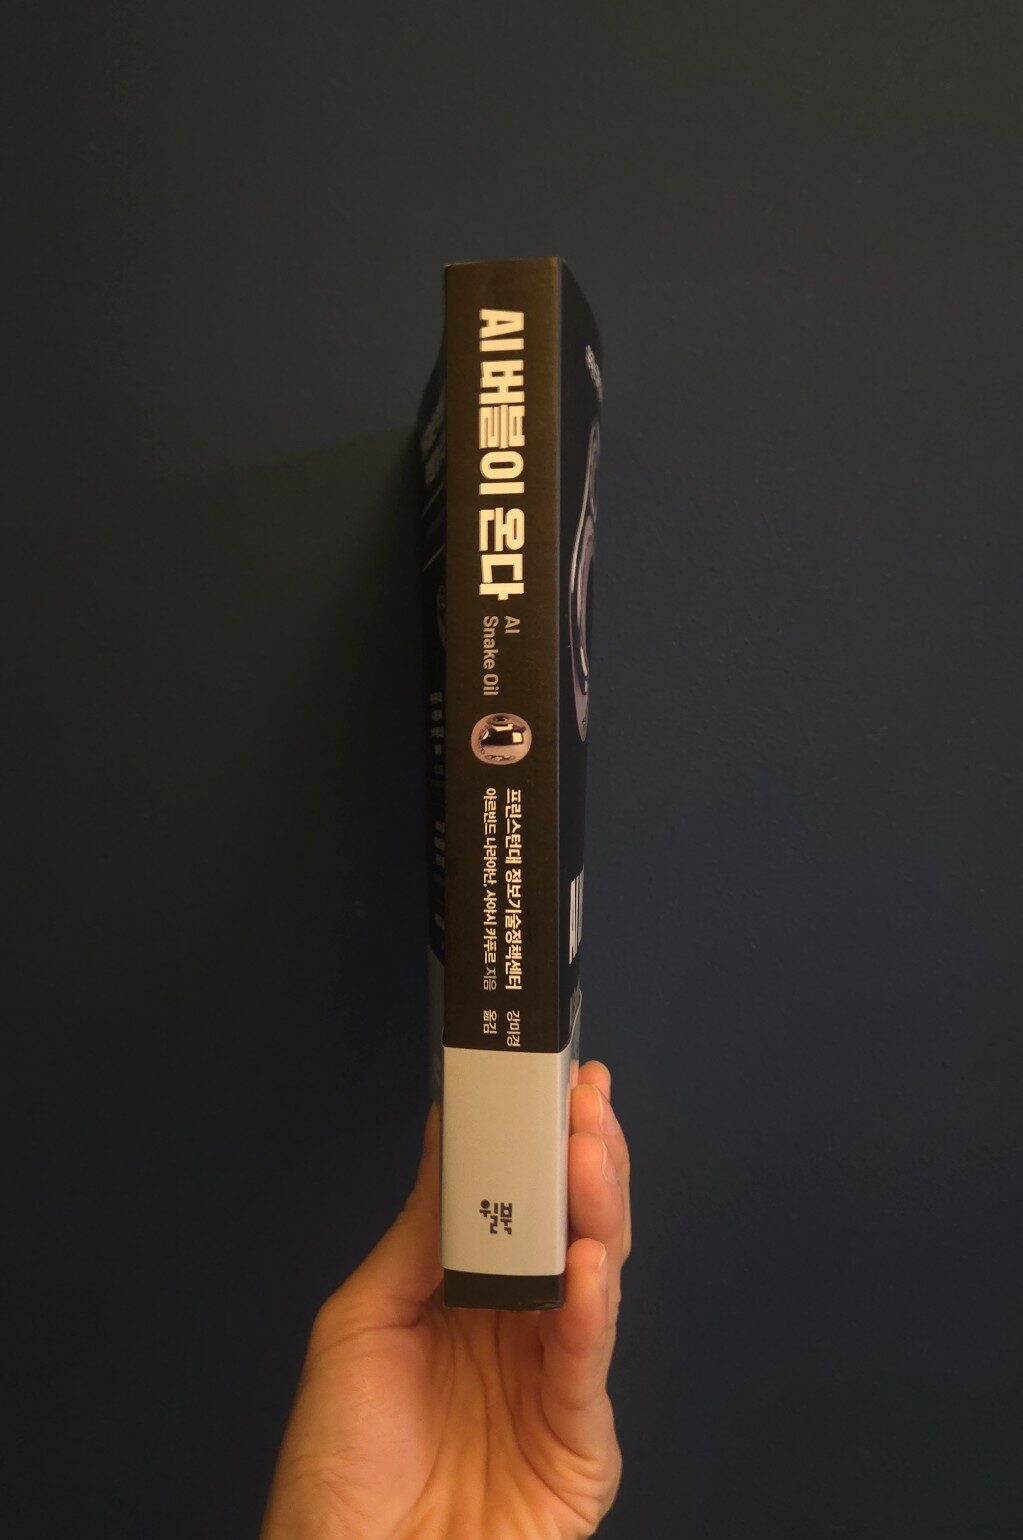 AI 버블이 온다
AI
Snake Oil
프린스턴대 정보기술정책센터
아르빈드 나라야난, 사야시 카푸르 지음
강미경
옮김
윌북